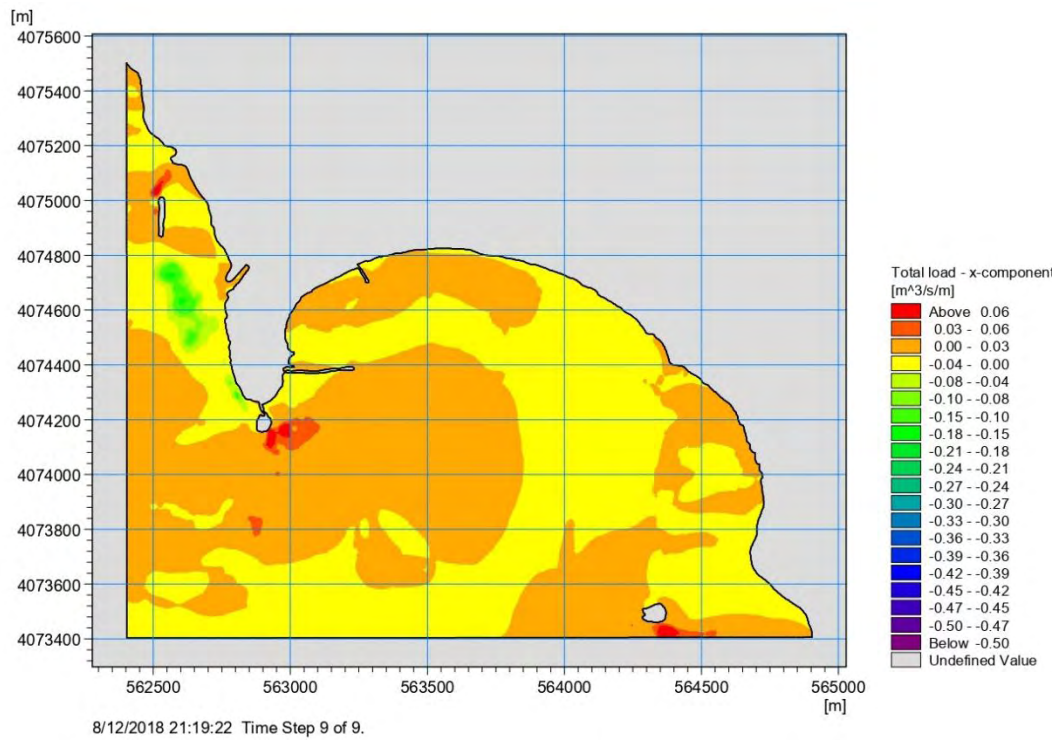 [m]
4075600
4075400
4075200
4075000
4074800
4074600
4074400
4074200
4074000
4073800
4073600
4073400
562500 563000 563500 564000 564500 565000
[m]
8/12/2018 21:19:22 Time Step 9 of 9.
Total load - x-component
[m^3/s/m]
Above 0.06
0.03 - 0.06
0.00 - 0.03
-0.04 - 0.00
-0.08 - -0.04
-0.10 - -0.08
-0.15 - -0.10
-0.18 - -0.15
-0.21 - -0.18
-0.24 - -0.21
-0.27 - -0.24
-0.30 - -0.27
-0.33 - -0.30
-0.36 - -0.33
-0.39 - -0.36
-0.42 - -0.39
-0.45 - -0.42
-0.47 - -0.45
-0.50 - -0.47
Below -0.50
Undefined Value